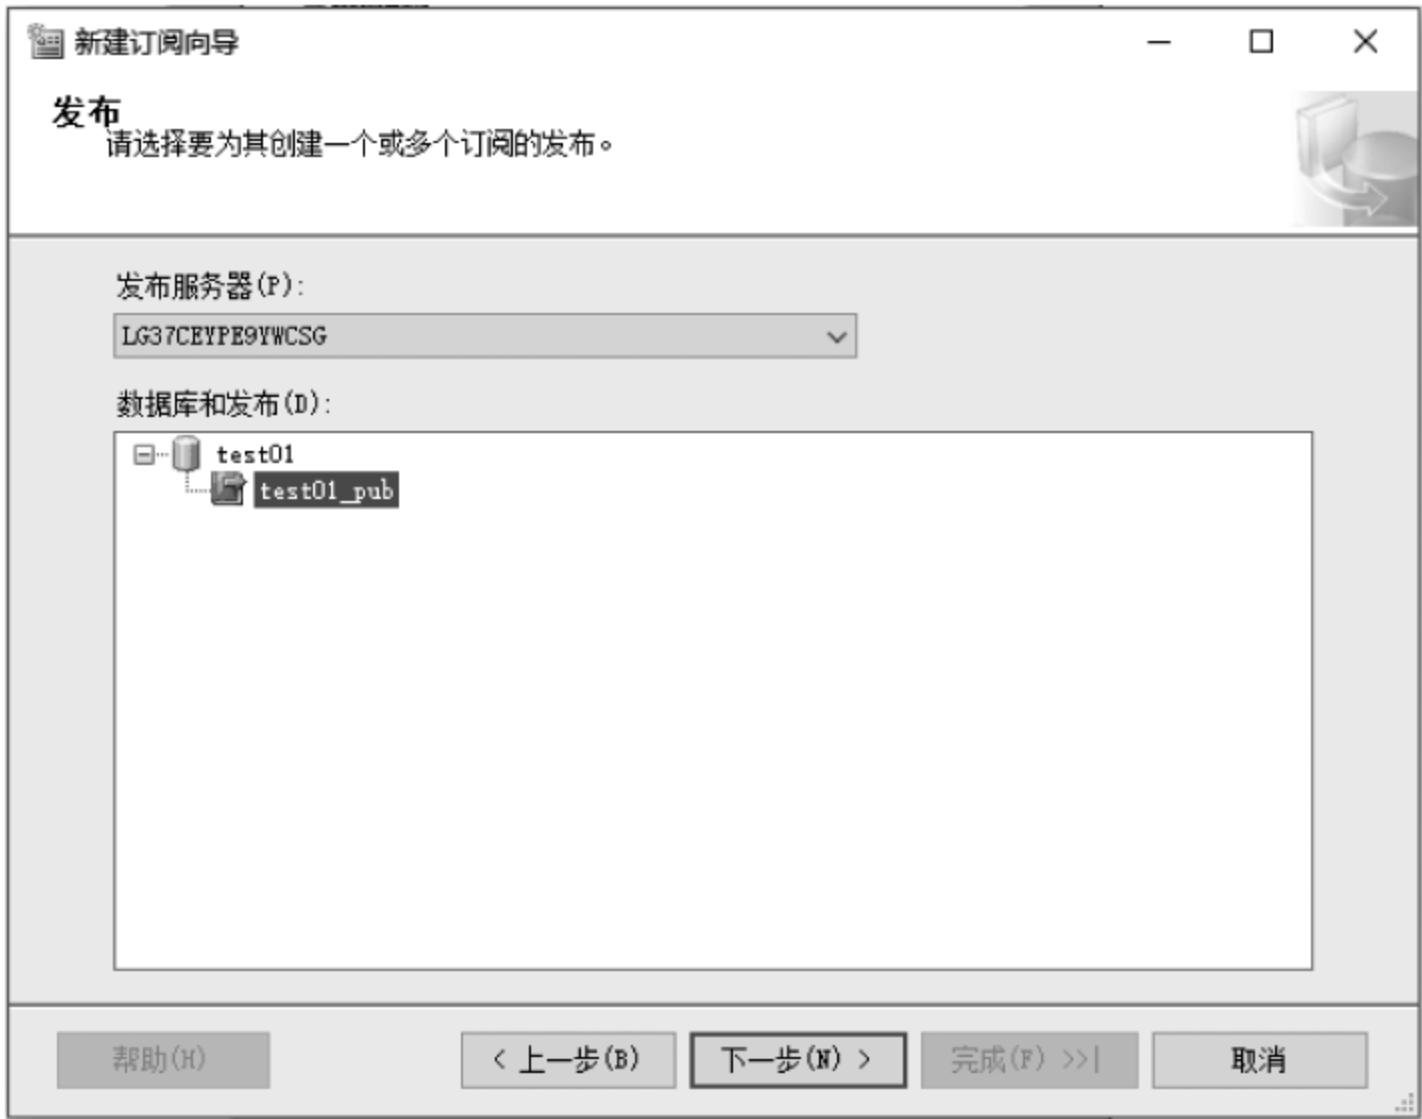 新建订阅向导
发布
请选择要为其创建一个或多个订阅的发布。
发布服务器(P):
LG37CEYPE9YWCSG
数据库和发布(D):
test01
test01_pub
帮助(H)
< 上一步(B)
下一步(N) >
完成(F) >>|
取消